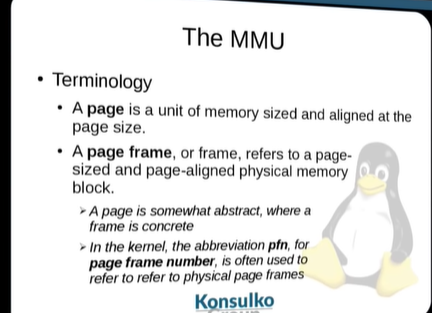 The MMU
• Terminology
• A page is a unit of memory sized and aligned at the
page size.
• A page frame, or frame, refers to a page-
sized and page-aligned physical memory
block.
➢ A page is somewhat abstract, where a
frame is concrete
➢ In the kernel, the abbreviation pfn, for
page frame number, is often used to
refer to refer to physical page frames
Konsulko